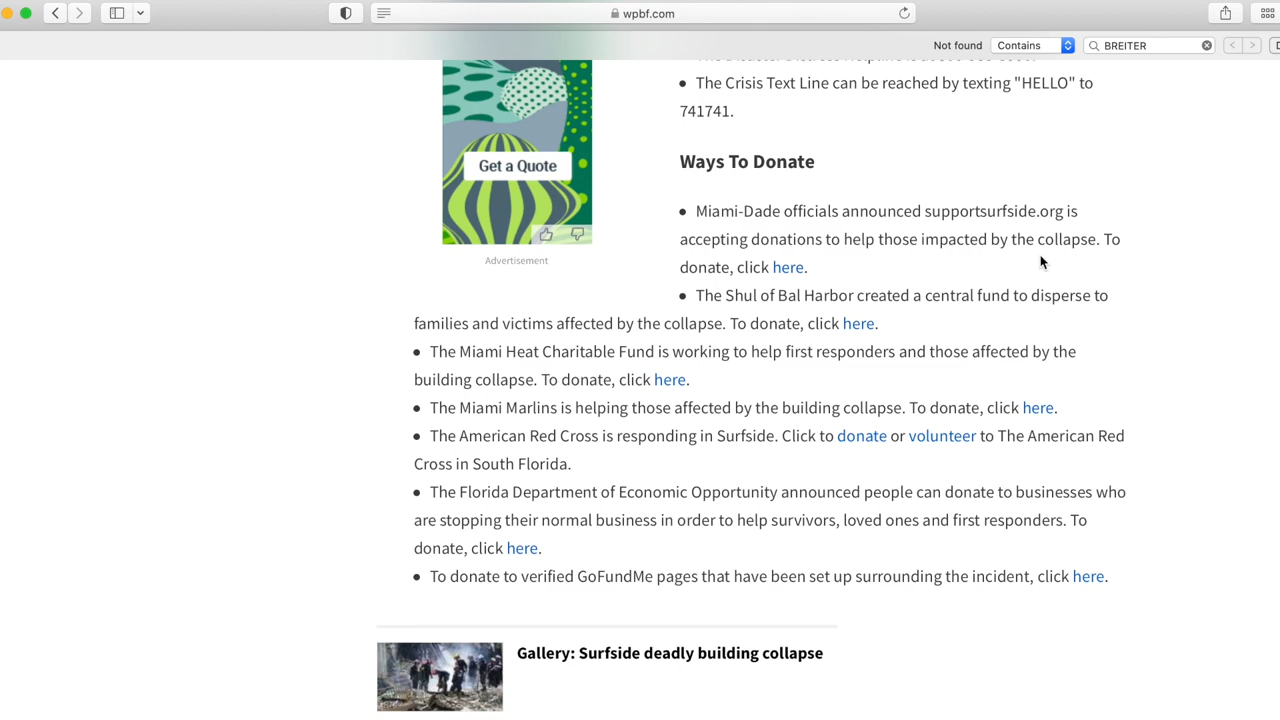 wpbf.com
Not found
Contains
BREITER
The Crisis Text Line can be reached by texting "HELLO" to
741741.
Get a Quote
Advertisement
Ways To Donate
Miami-Dade officials announced supportsurfside.org is
accepting donations to help those impacted by the collapse. To
donate, click here.
The Shul of Bal Harbor created a central fund to disperse to
families and victims affected by the collapse. To donate, click here.
The Miami Heat Charitable Fund is working to help first responders and those affected by the
building collapse. To donate, click here.
The Miami Marlins is helping those affected by the building collapse. To donate, click here.
The American Red Cross is responding in Surfside. Click to donate or volunteer to The American Red
Cross in South Florida.
The Florida Department of Economic Opportunity announced people can donate to businesses who
are stopping their normal business in order to help survivors, loved ones and first responders. To
donate, click here.
To donate to verified GoFundMe pages that have been set up surrounding the incident, click here.
Gallery: Surfside deadly building collapse